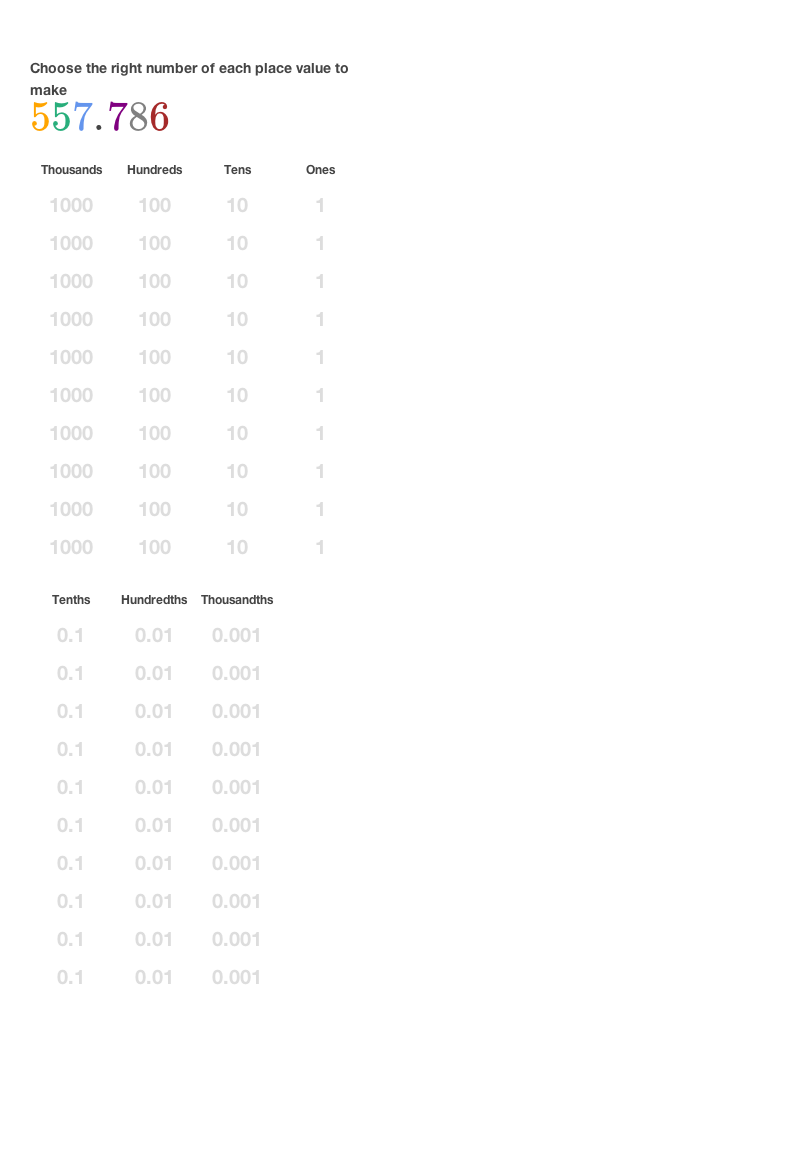 Choose the right number of each place value to
make
557.786
Thousands Hundreds Tens Ones
1000 100 10 1
1000 100 10 1
1000 100 10 1
1000 100 10 1
1000 100 10 1
1000 100 10 1
1000 100 10 1
1000 100 10 1
1000 100 10 1
1000 100 10 1
Tenths Hundredths Thousandths
0.1 0.01 0.001
0.1 0.01 0.001
0.1 0.01 0.001
0.1 0.01 0.001
0.1 0.01 0.001
0.1 0.01 0.001
0.1 0.01 0.001
0.1 0.01 0.001
0.1 0.01 0.001
0.1 0.01 0.001